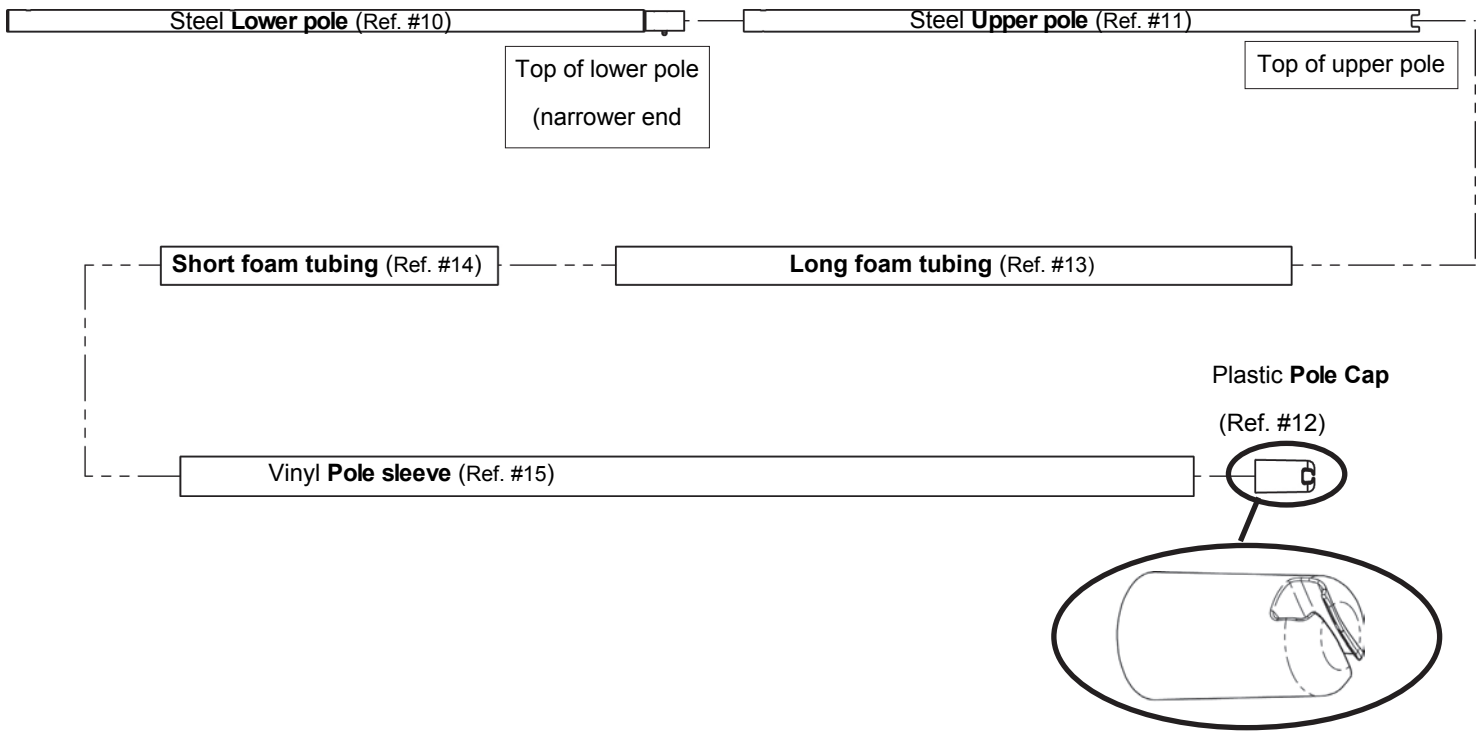 Steel Lower pole (Ref. #10)
Steel Upper pole (Ref. #11)
Top of lower pole
(narrower end
Top of upper pole
Short foam tubing (Ref. #14)
Long foam tubing (Ref. #13)
Plastic Pole Cap
(Ref. #12)
Vinyl Pole sleeve (Ref. #15)